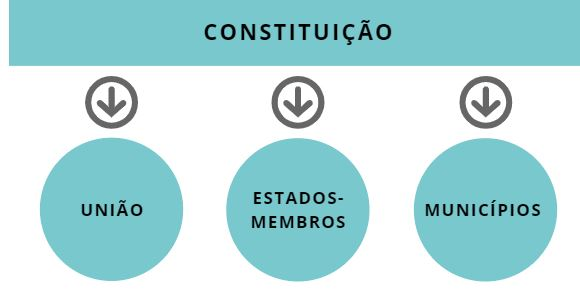 CONSTITUIÇÃO
UNIÃO
ESTADOS-
MEMBROS
MUNICÍPIOS